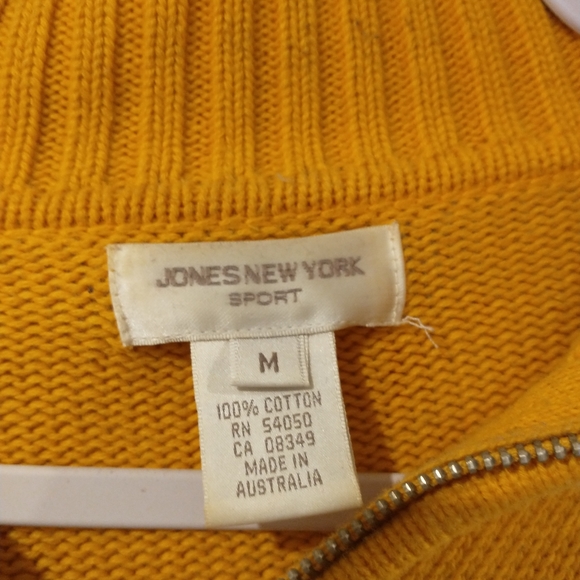 JONES NEW YORK
SPORT
M
100% COTTON
RN 54050
CA 08349
MADE IN
AUSTRALIA